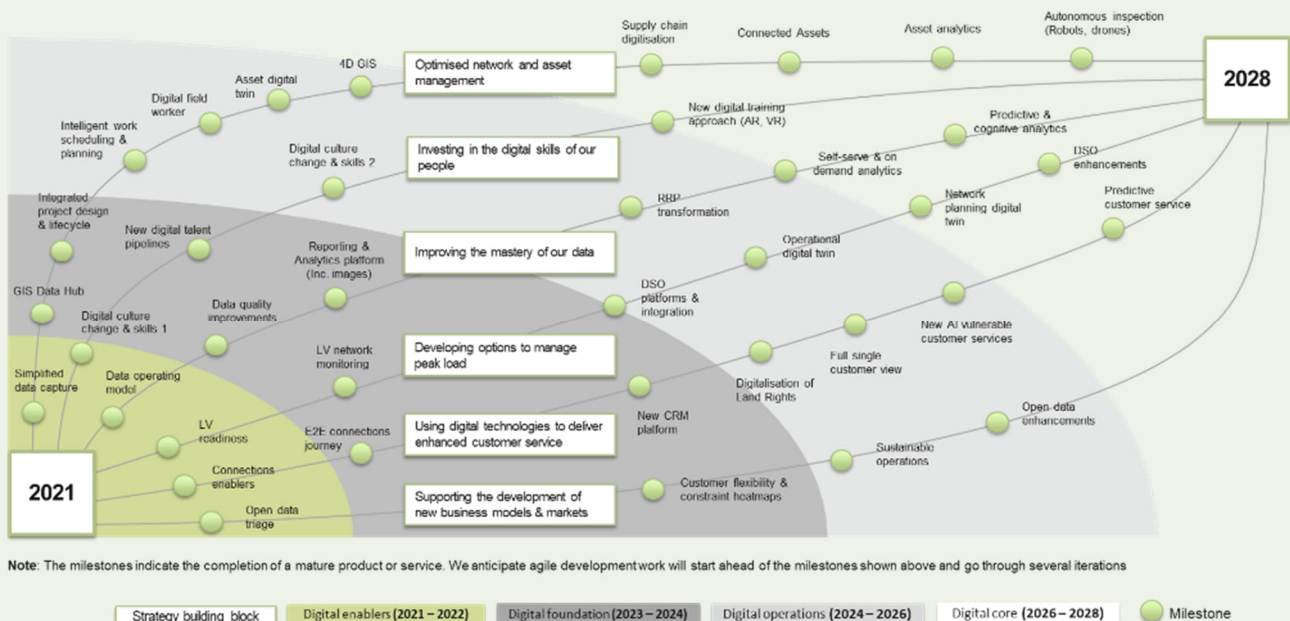 Supply chain
digilisation
Connected Assets
Asset analytics
Autonomous inspection
(Robots, drones)
4D GIS
Optimised network and asset
management
2028
Asset digital
twin
Digital field
worker
Intelligent work
scheduling &
planning
New digital training
approach (AR, VR)
Predictive &
cognitive analytics
Digital culture
change & skills 2
Investing in the digital skills of our
people
Self-serve & on
demand analytics
DSO
enhancements
Integrated
project design
& lifecycle
New digital talent
pipelines
RRP
transformation
Network
planning digital
twin
Predictive
customer service
Reporting &
Analytics platform
(Inc. images)
Improving the mastery of our data
Operational
digital twin
GIS Data Hub
Digital culture
change & skills 1
Data quality
improvements
DSO
platforms &
integration
New AI vulnerable
customer services
LV network
monitoring
Developing options to manage
peak load
Full single
customer view
Simplified
data capture
Data operating
model
Digitalisation of
Land Rights
LV
readiness
E2E connections
journey
Using digital technologies to deliver
enhanced customer service
New CRM
platform
Open data
enhancements
2021
Connections
enablers
Sustainable
operations
Open data
triage
Supporting the development of
new business models & markets
Customer flexibility &
constraint heatmaps
Note: The milestones indicate the completion of a mature product or service. We anticipate agile development work will start ahead of the milestones shown above and go through several iterations
Strategy building block
Digital enablers (2021 – 2022)
Digital foundation (2023 – 2024)
Digital operations (2024 – 2026)
Digital core (2026 – 2028)
Milestone